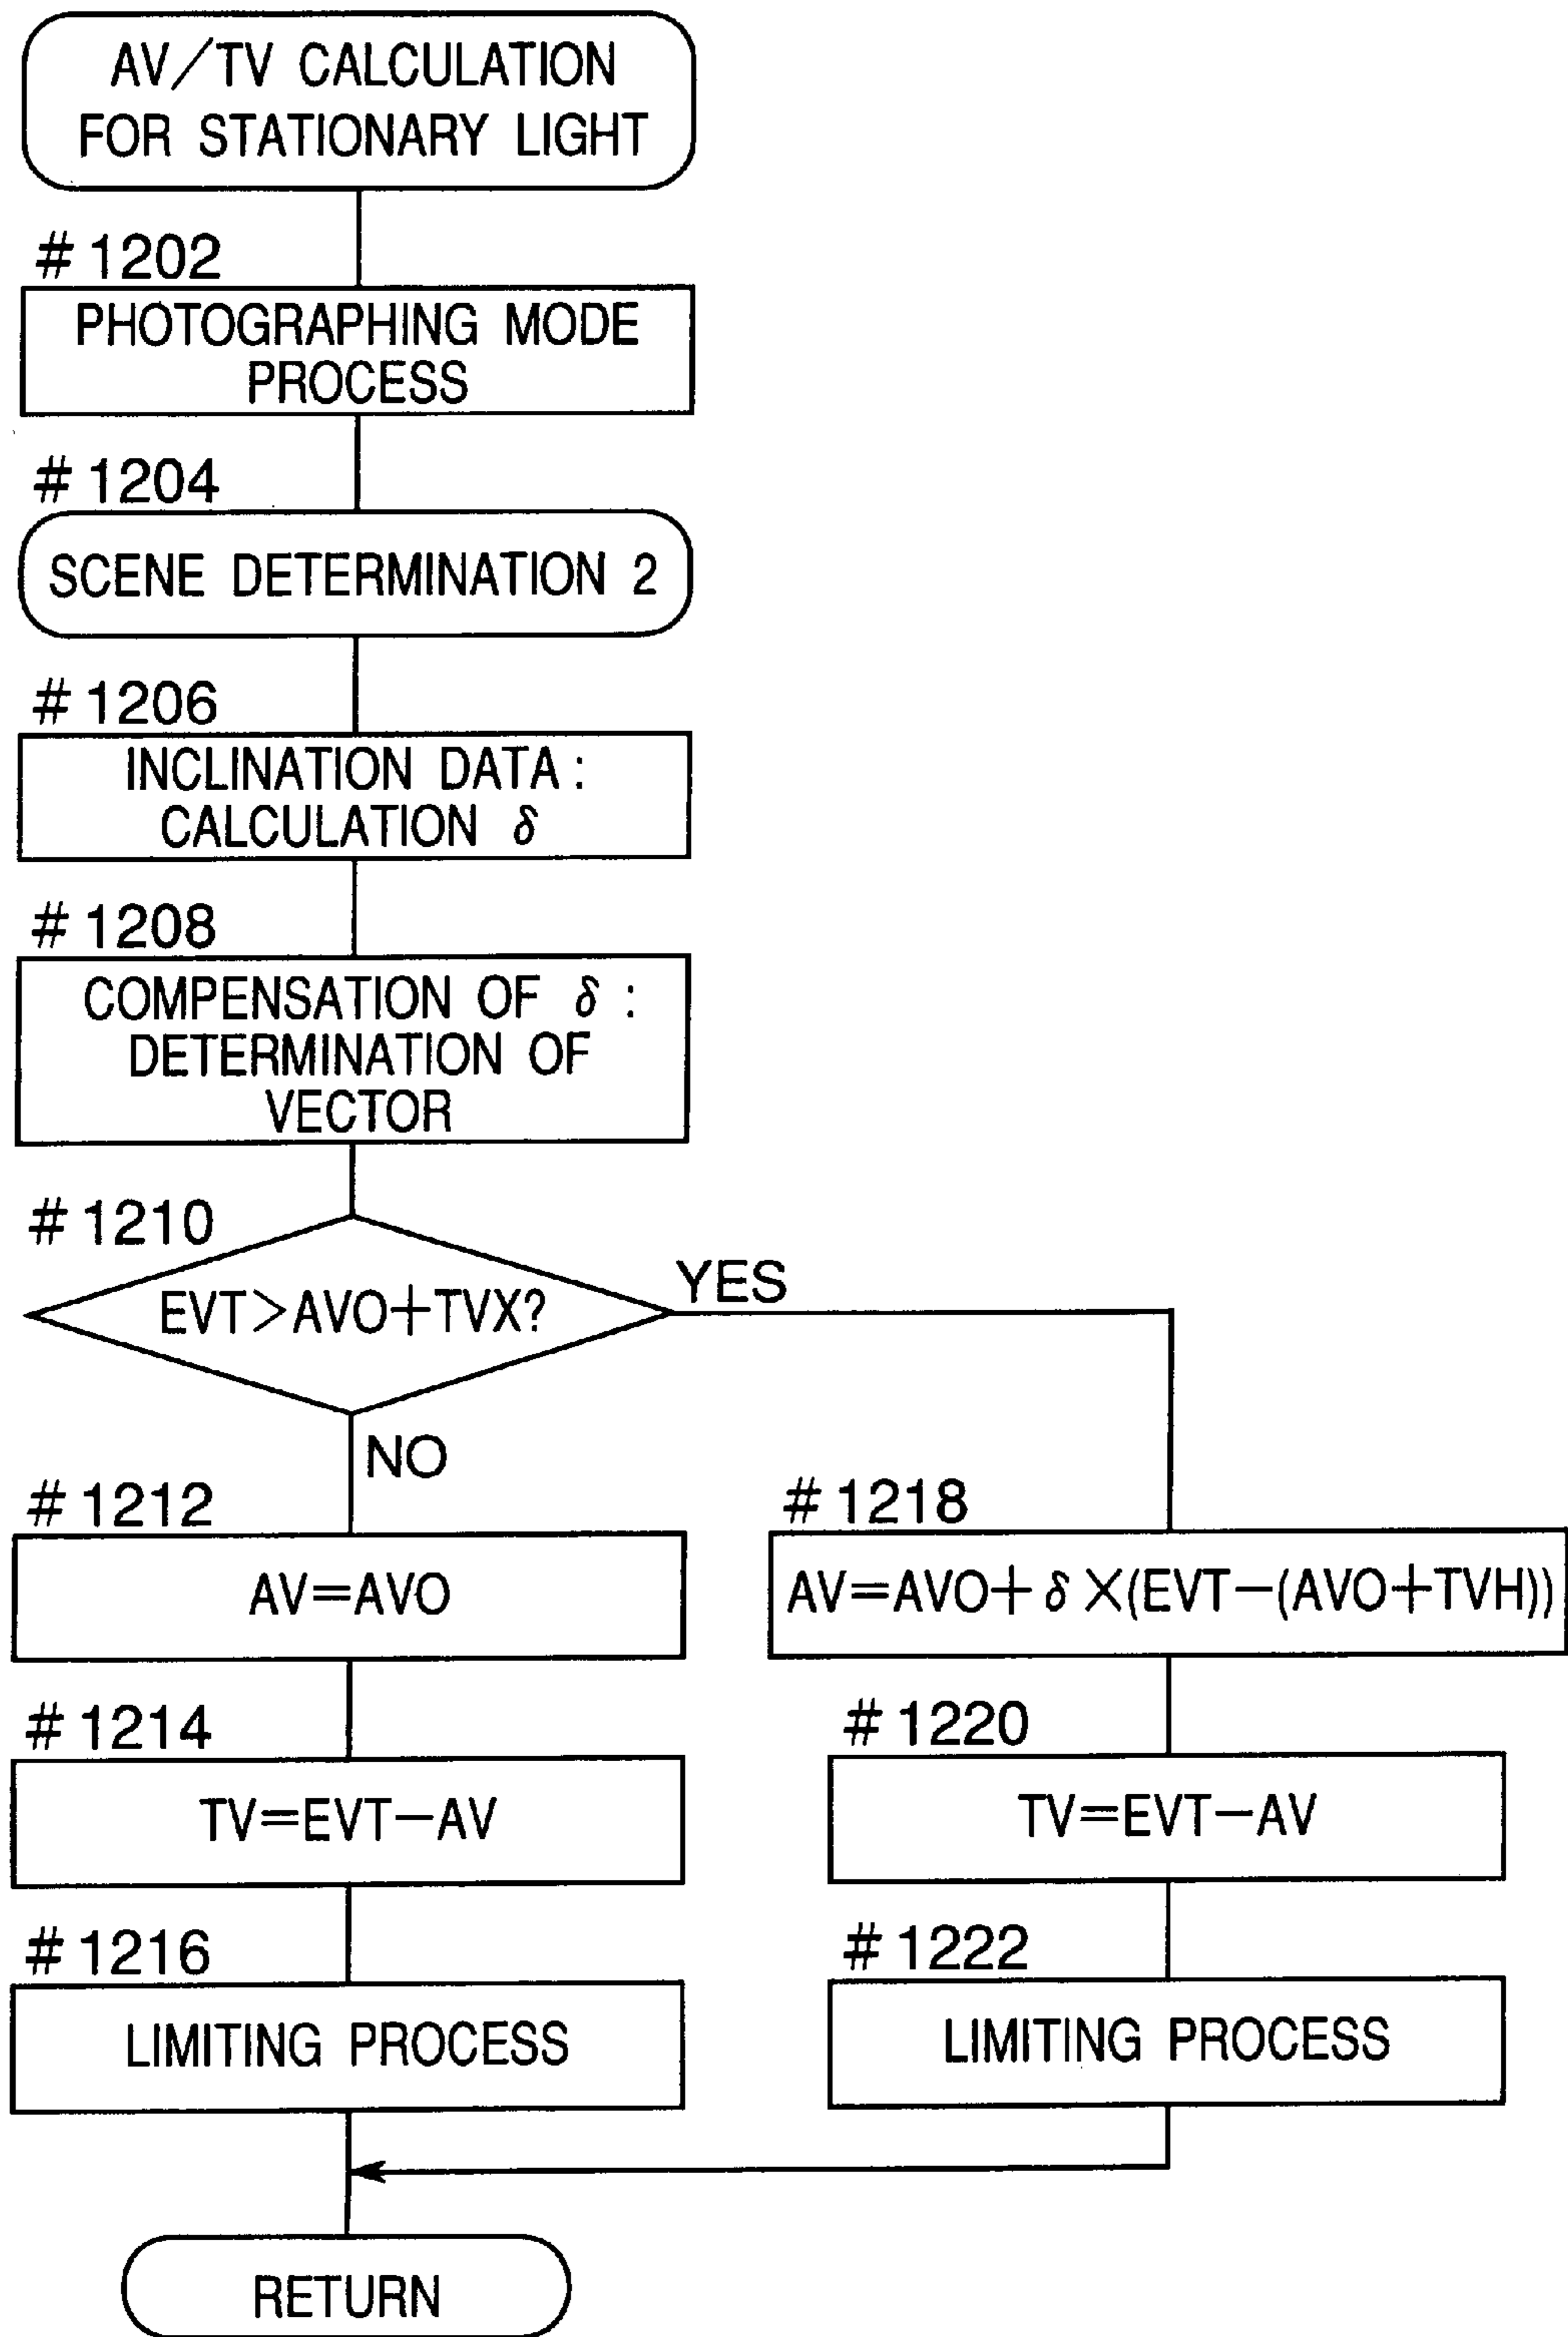 AV/TV CALCULATION
FOR STATIONARY LIGHT
# 1202
PHOTOGRAPHING MODE
PROCESS
# 1204
SCENE DETERMINATION 2
# 1206
INCLINATION DATA :
CALCULATION δ
# 1208
COMPENSATION OF δ :
DETERMINATION OF
VECTOR
# 1210
EVT>AVO+TVX?
YES
NO
# 1212
AV=AVO
# 1214
TV=EVT−AV
# 1216
LIMITING PROCESS
# 1218
AV=AVO+δ×(EVT−(AVO+TVH))
# 1220
TV=EVT−AV
# 1222
LIMITING PROCESS
RETURN